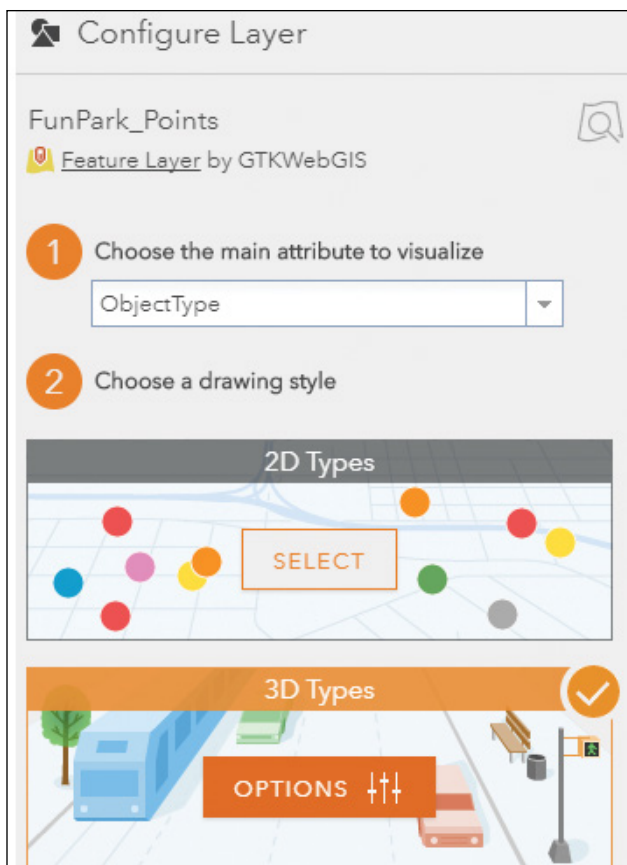 Configure Layer
FunPark_Points
Feature Layer by GTKWebGIS
1 Choose the main attribute to visualize
ObjectType
2 Choose a drawing style
2D Types
SELECT
3D Types
OPTIONS